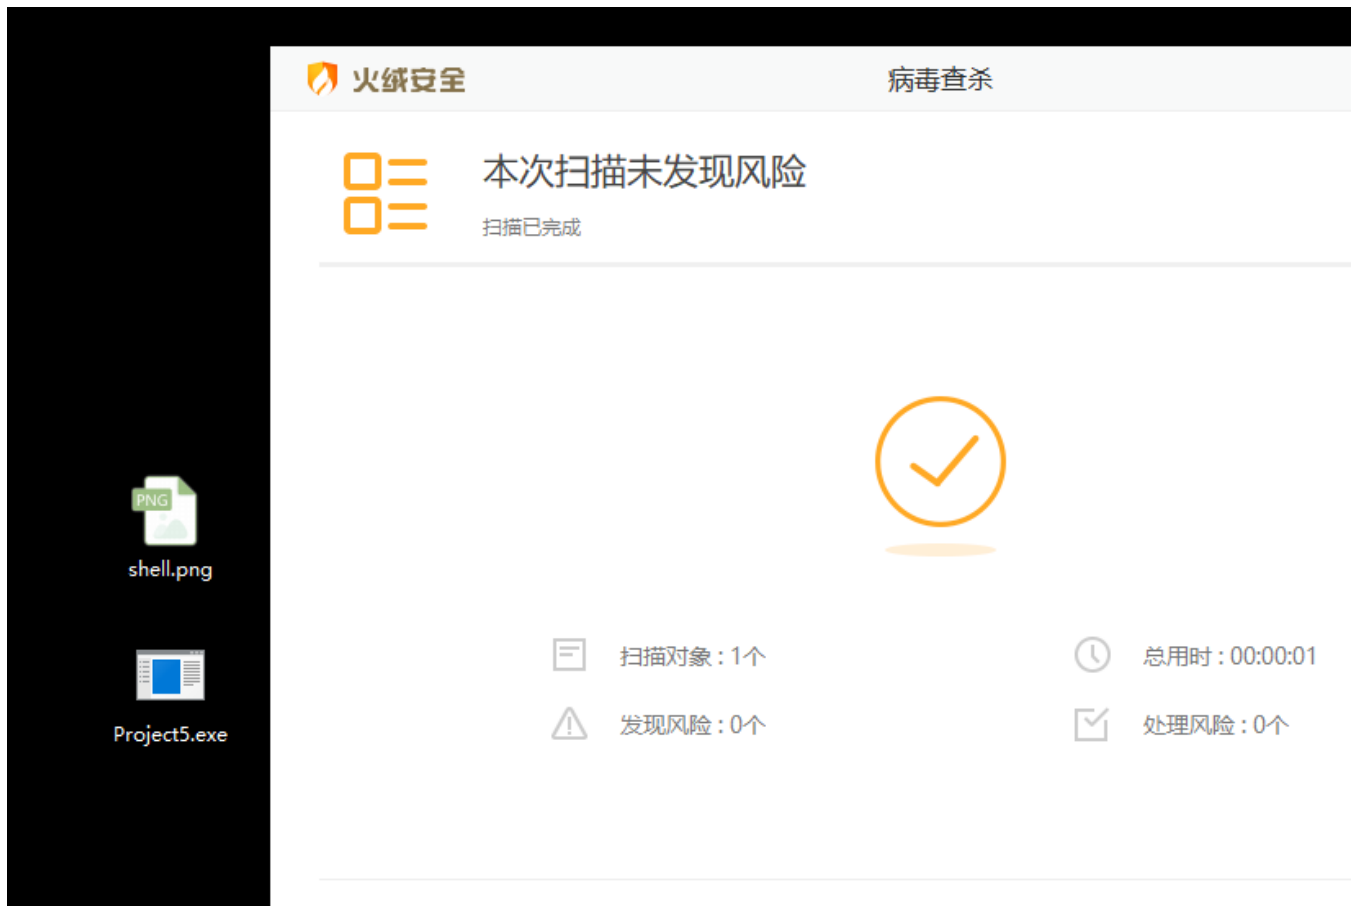 火绒安全
病毒查杀
本次扫描未发现风险
扫描已完成
PNG
shell.png
Project5.exe
扫描对象 : 1个
总用时 : 00:00:01
发现风险 : 0个
处理风险 : 0个